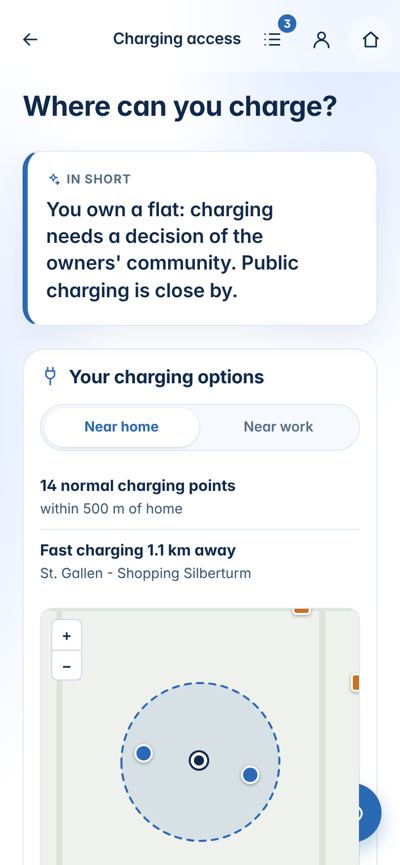 Charging access
3
Where can you charge?
IN SHORT
You own a flat: charging
needs a decision of the
owners' community. Public
charging is close by.
Your charging options
Near home
Near work
14 normal charging points
within 500 m of home
Fast charging 1.1 km away
St. Gallen - Shopping Silberturm
+
−